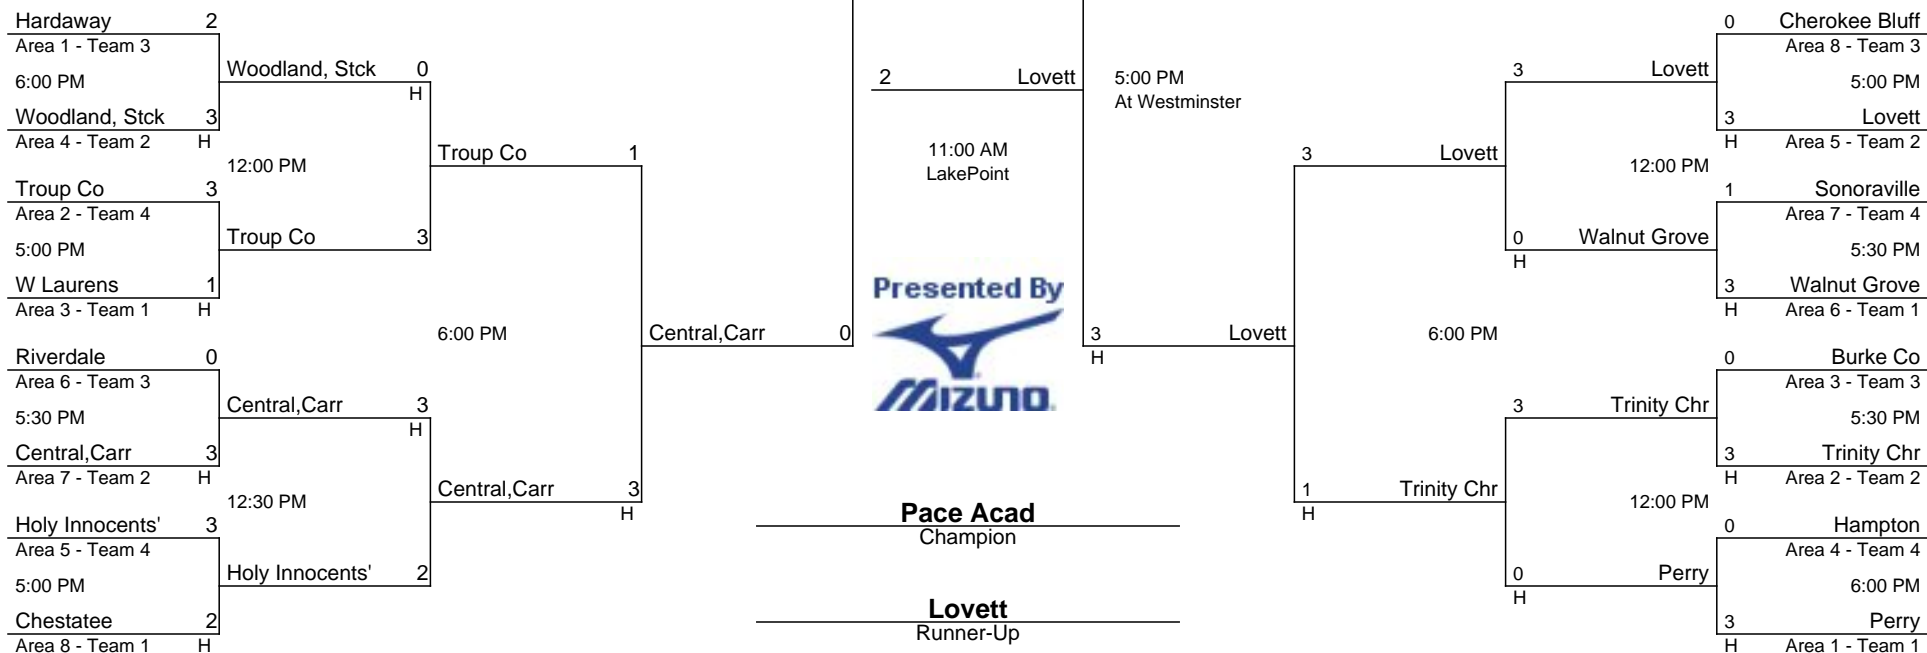 Hardaway 2
Area 1 - Team 3
6:00 PM
Woodland, Stck 3
Area 4 - Team 2 H
Troup Co 3
Area 2 - Team 4
5:00 PM
W Laurens 1
Area 3 - Team 1 H
Riverdale 0
Area 6 - Team 3
5:30 PM
Central,Carr 3
Area 7 - Team 2 H
Holy Innocents' 3
Area 5 - Team 4
5:00 PM
Chestatee 2
Area 8 - Team 1 H
Woodland, Stck 0
H
12:00 PM
Troup Co 3
Central,Carr 3
H
12:30 PM
Holy Innocents' 2
Troup Co 1
6:00 PM
Central,Carr 3
H
Central,Carr 0
2 Lovett
11:00 AM
LakePoint
Presented By
MIZUNO
Pace Acad
Champion
Lovett
Runner-Up
5:00 PM
At Westminster
3 Lovett
H
3 Lovett
6:00 PM
1 Trinity Chr
H
3 Lovett
12:00 PM
0 Walnut Grove
H
3 Trinity Chr
12:00 PM
0 Perry
H
0 Cherokee Bluff
Area 8 - Team 3
5:00 PM
3 Lovett
H Area 5 - Team 2
1 Sonoraville
Area 7 - Team 4
5:30 PM
3 Walnut Grove
H Area 6 - Team 1
0 Burke Co
Area 3 - Team 3
5:30 PM
3 Trinity Chr
H Area 2 - Team 2
0 Hampton
Area 4 - Team 4
6:00 PM
3 Perry
H Area 1 - Team 1